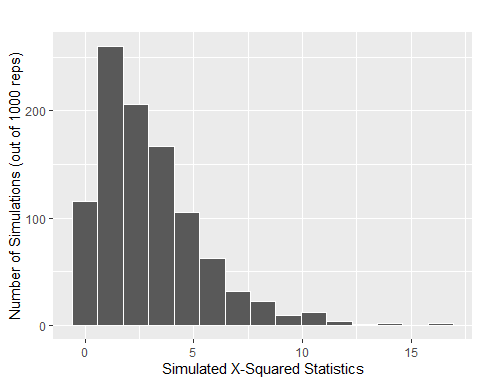 Number of Simulations (out of 1000 reps)
200
100
0
0 5 10 15
Simulated X-Squared Statistics